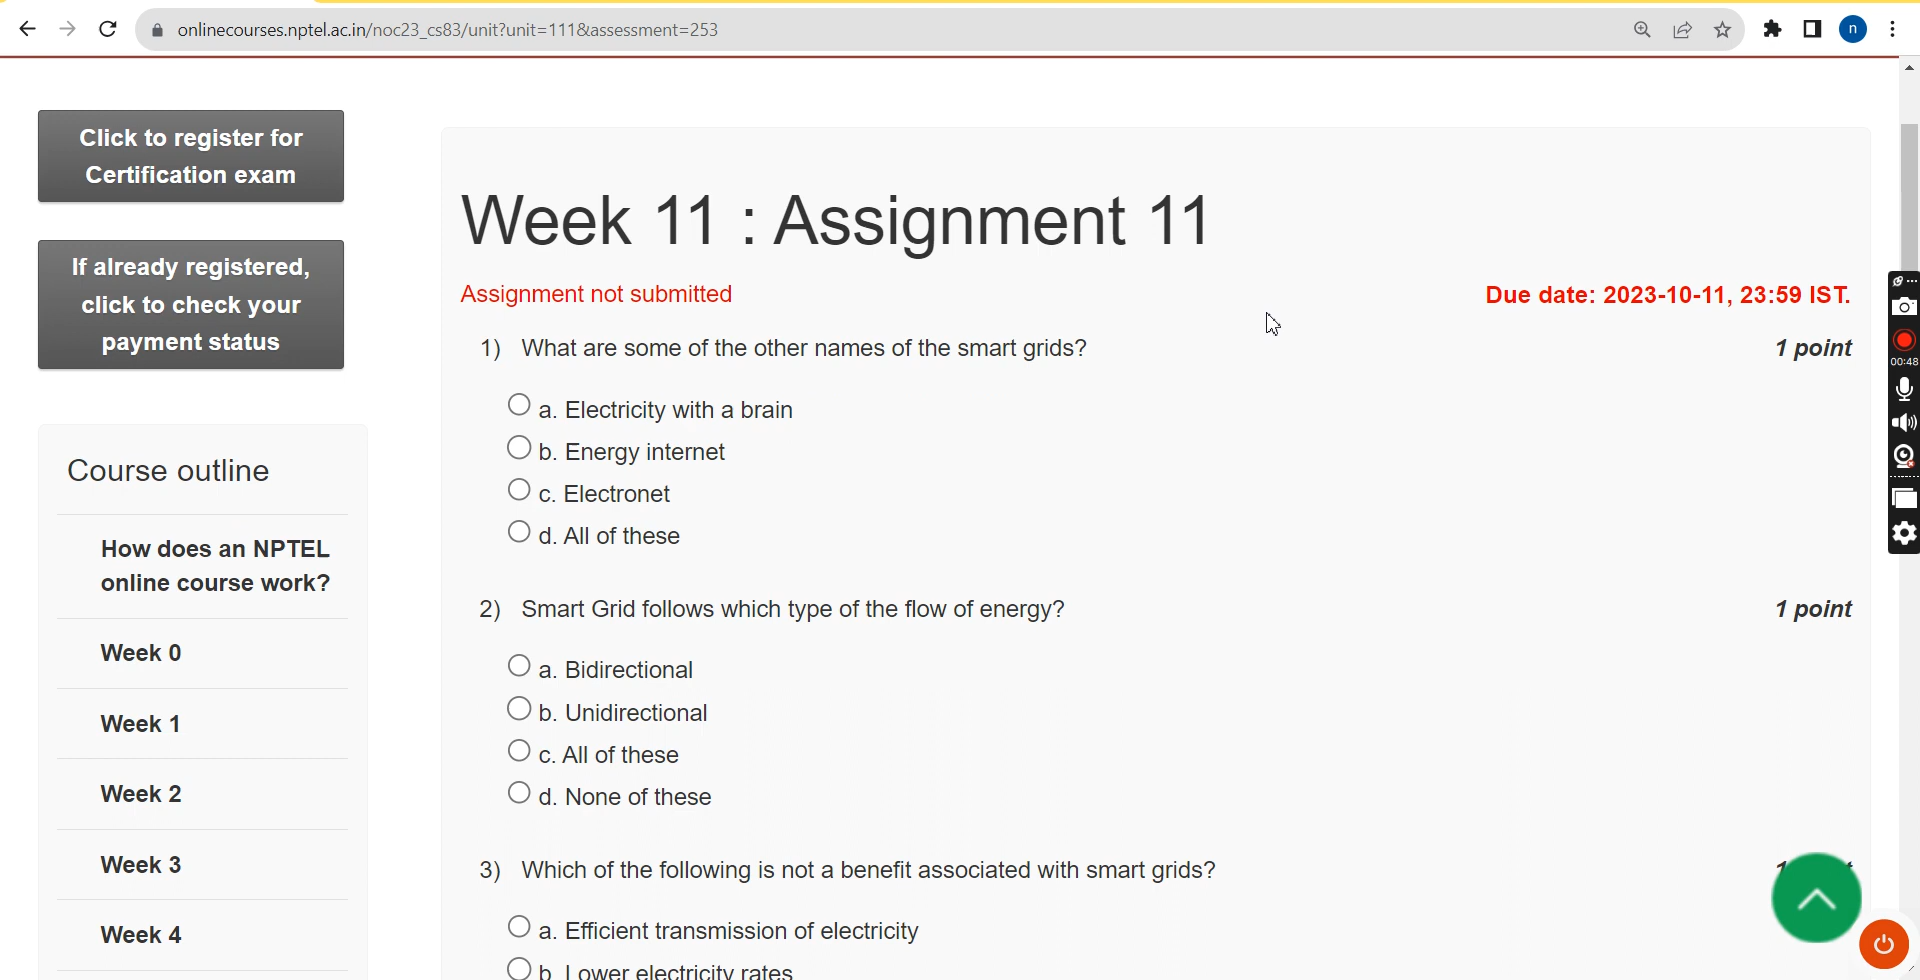 onlinecourses.nptel.ac.in/noc23_cs83/unit?unit=111&assessment=253
n
Click to register for
Certification exam
If already registered,
click to check your
payment status
Course outline
How does an NPTEL
online course work?
Week 0
Week 1
Week 2
Week 3
Week 4
Week 11 : Assignment 11
Assignment not submitted
Due date: 2023-10-11, 23:59 IST.
1) What are some of the other names of the smart grids?
1 point
a. Electricity with a brain
b. Energy internet
c. Electronet
d. All of these
2) Smart Grid follows which type of the flow of energy?
1 point
a. Bidirectional
b. Unidirectional
c. All of these
d. None of these
3) Which of the following is not a benefit associated with smart grids?
a. Efficient transmission of electricity
b. Lower electricity rates
00:48